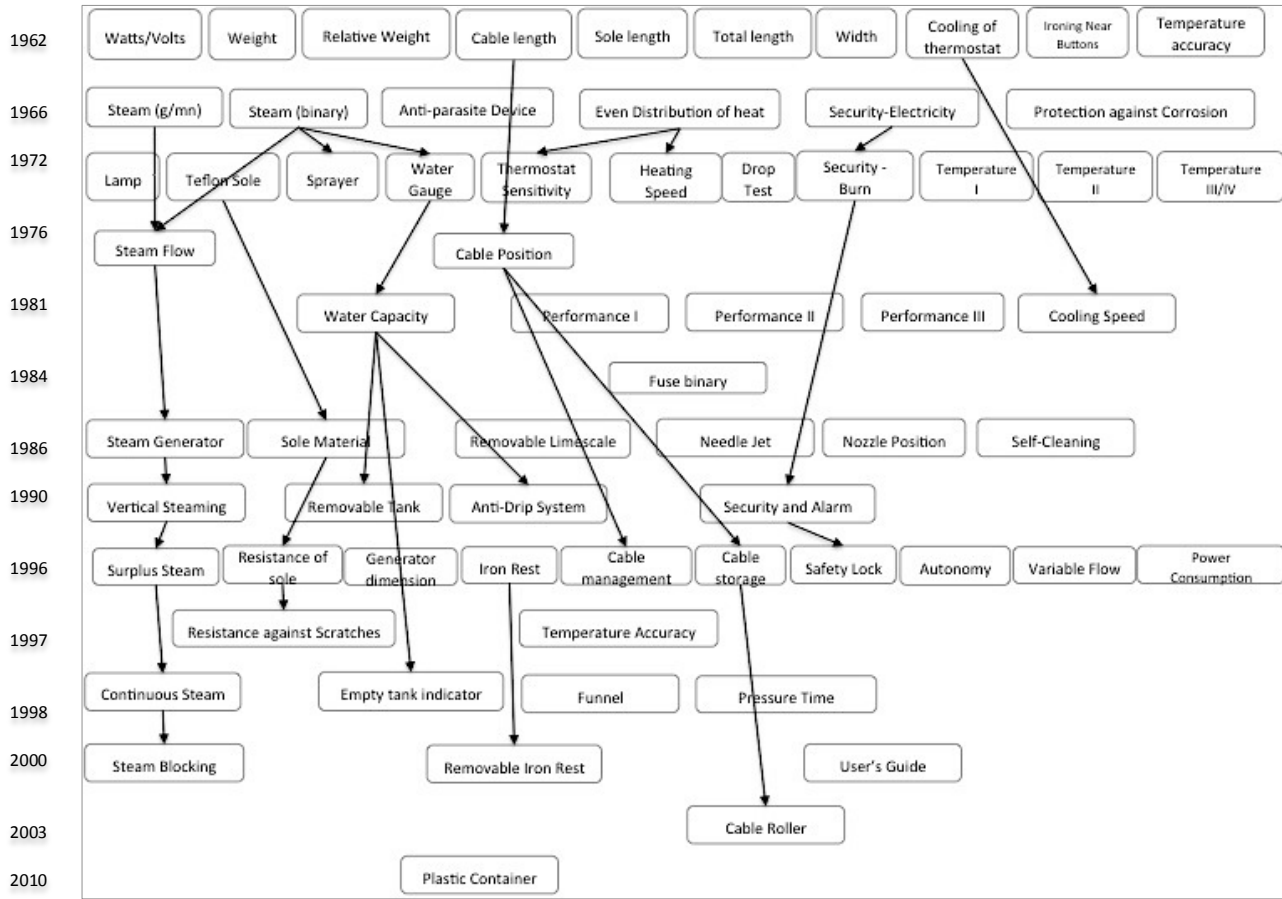 1962
Watts/Volts
Weight
Relative Weight
Cable length
Sole length
Total length
Width
Cooling of
thermostat
Ironing Near
Buttons
Temperature
accuracy
1966
Steam (g/mn)
Steam (binary)
Anti-parasite Device
Even Distribution of heat
Security-Electricity
Protection against Corrosion
1972
Lamp
Teflon Sole
Sprayer
Water
Gauge
Thermostat
Sensitivity
Heating
Speed
Drop
Test
Security -
Burn
Temperature
I
Temperature
II
Temperature
III/IV
1976
Steam Flow
Cable Position
1981
Water Capacity
Performance I
Performance II
Performance III
Cooling Speed
1984
Fuse binary
1986
Steam Generator
Sole Material
Removable Limescale
Needle Jet
Nozzle Position
Self-Cleaning
1990
Vertical Steaming
Removable Tank
Anti-Drip System
Security and Alarm
1996
Surplus Steam
Resistance of
sole
Generator
dimension
Iron Rest
Cable
management
Cable
storage
Safety Lock
Autonomy
Variable Flow
Power
Consumption
1997
Resistance against Scratches
Temperature Accuracy
1998
Continuous Steam
Empty tank indicator
Funnel
Pressure Time
2000
Steam Blocking
Removable Iron Rest
User's Guide
2003
Cable Roller
2010
Plastic Container